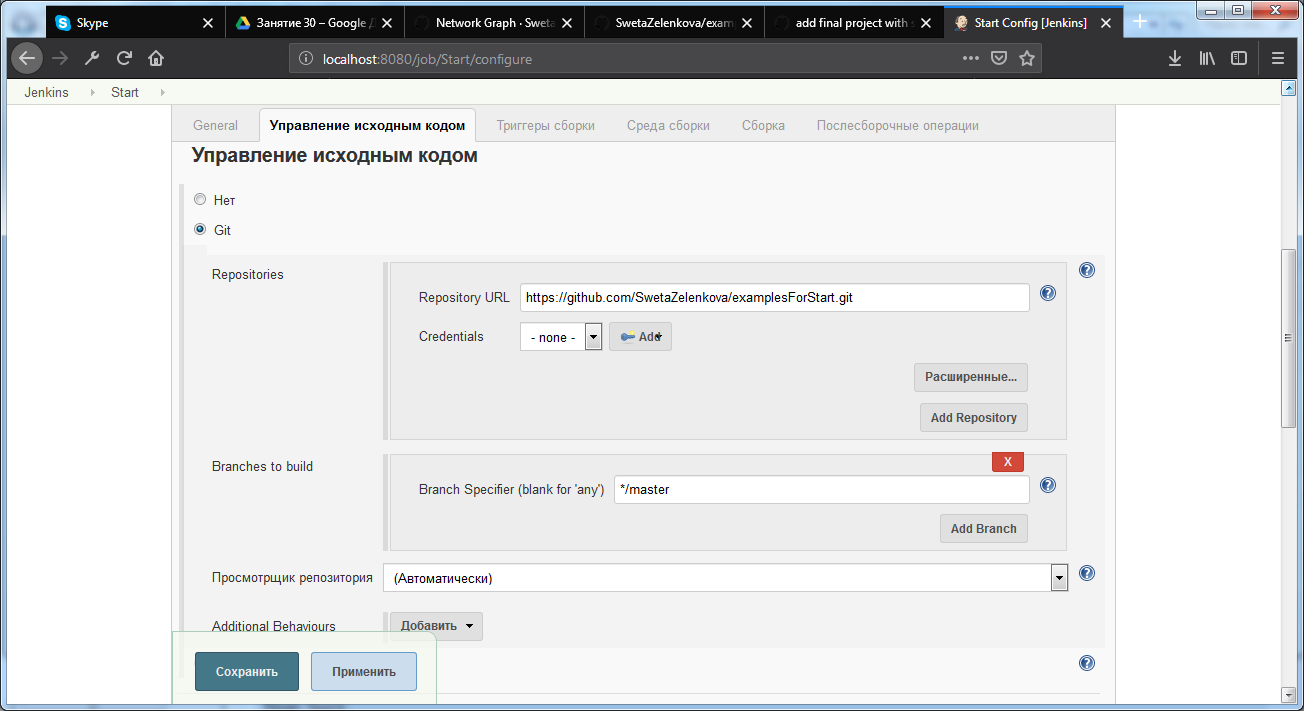 Skype
Занятие 30 – Google Д
Network Graph · Sweta
SwetaZelenkova/exam
add final project with s
Start Config [Jenkins]
localhost:8080/job/Start/configure
Jenkins
Start
General
Управление исходным кодом
Триггеры сборки
Среда сборки
Сборка
Послесборочные операции
Управление исходным кодом
Нет
Git
Repositories
Repository URL
https://github.com/SwetaZelenkova/examplesForStart.git
Credentials
- none -
Add
Расширенные...
Add Repository
Branches to build
X
Branch Specifier (blank for 'any')
*/master
Add Branch
Просмотрщик репозитория
(Автоматически)
Additional Behaviours
Добавить
Сохранить
Применить